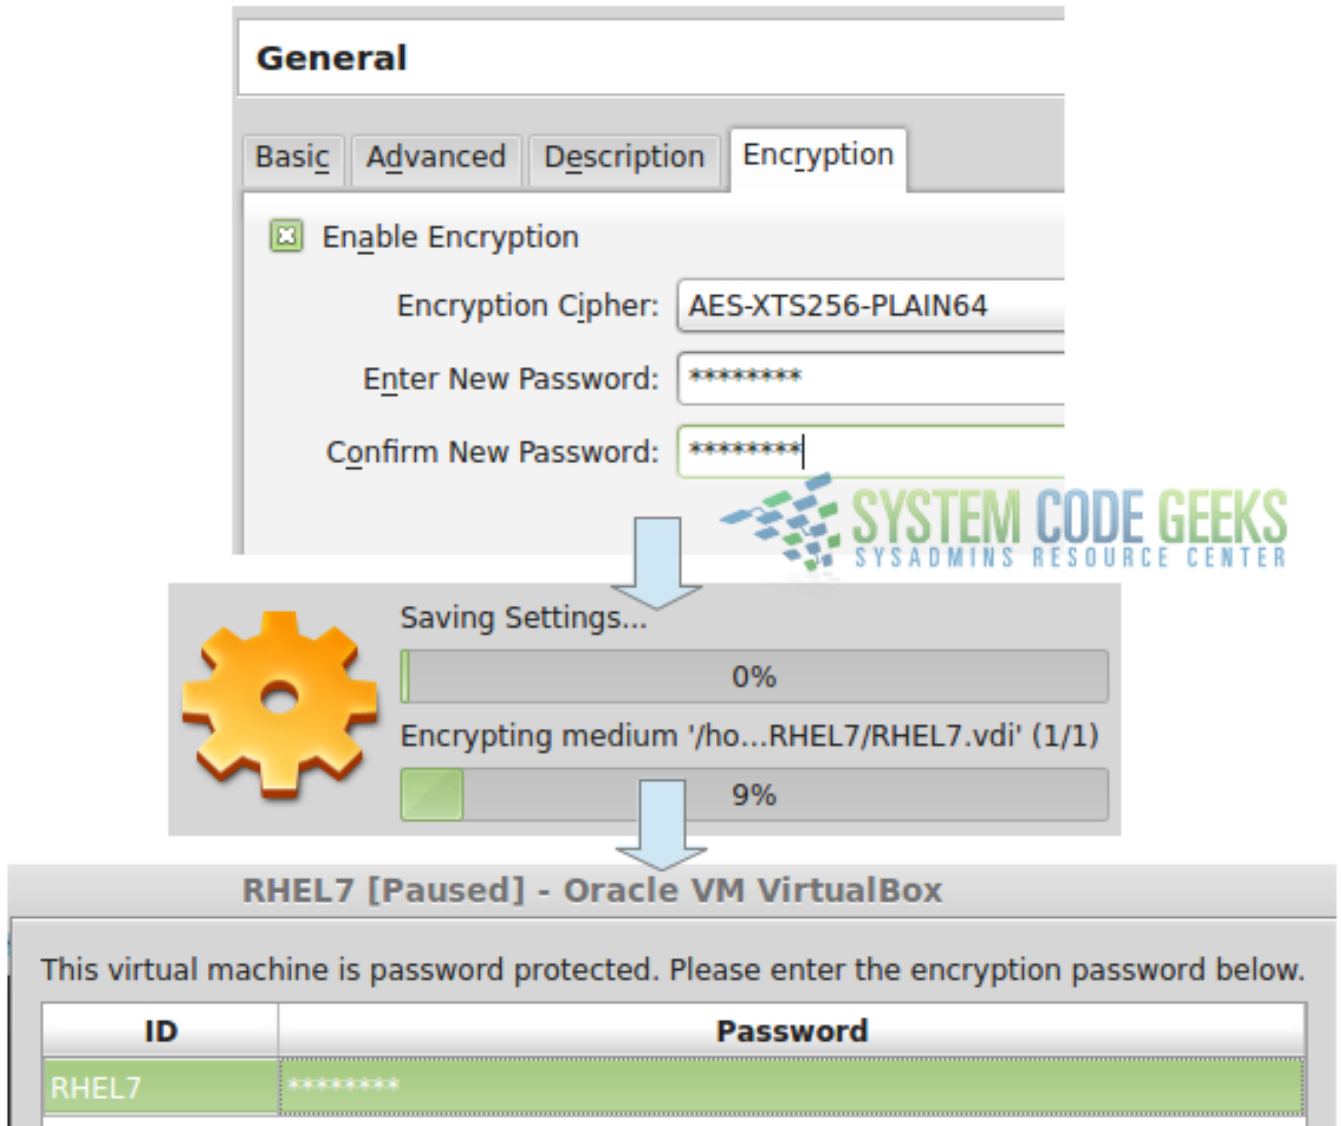 General
Basic Advanced Description Encryption
Enable Encryption
Encryption Cipher: AES-XTS256-PLAIN64
Enter New Password: ********
Confirm New Password: ********
SYSTEM CODE GEEKS
SYSADMINS RESOURCE CENTER
Saving Settings...
0%
Encrypting medium '/ho...RHEL7/RHEL7.vdi' (1/1)
9%
RHEL7 [Paused] - Oracle VM VirtualBox
This virtual machine is password protected. Please enter the encryption password below.
ID Password
RHEL7 ********